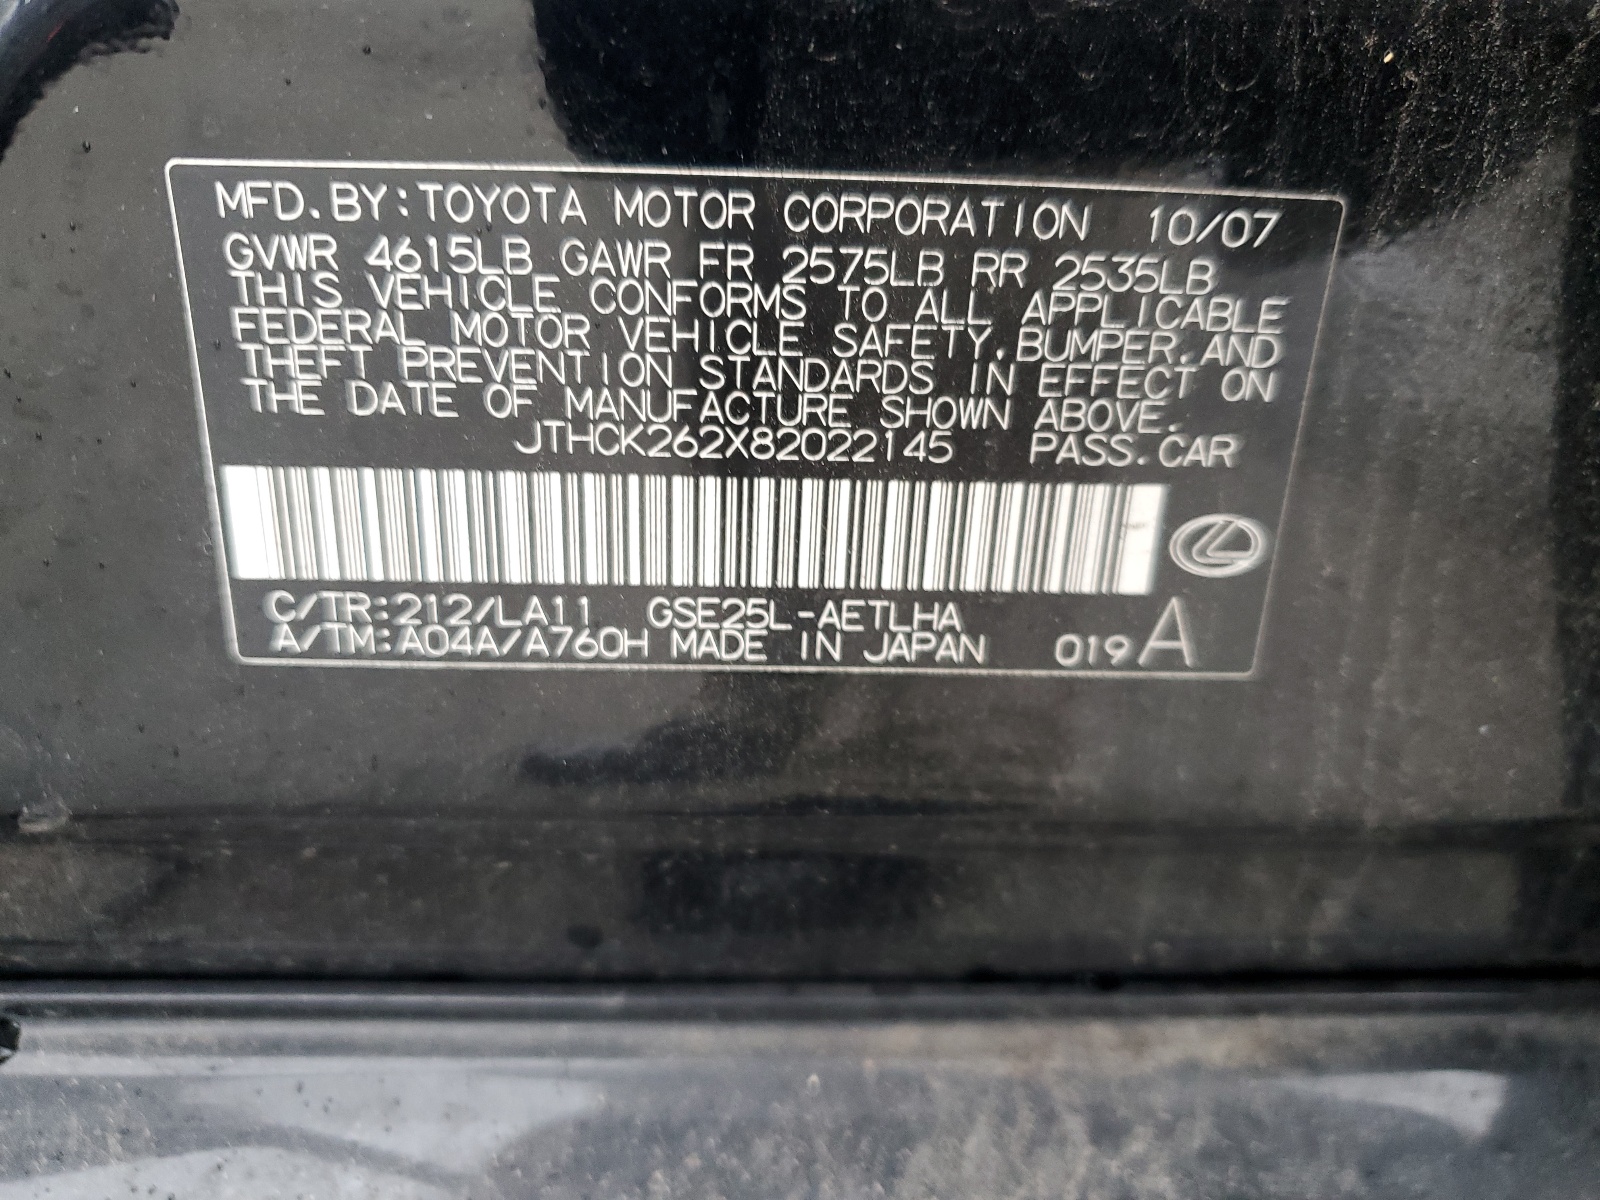 MFD. BY: TOYOTA MOTOR CORPORATION 10/07
GVWR 4615LB GAWR FR 2575LB RR 2535LB
THIS VEHICLE CONFORMS TO ALL APPLICABLE
FEDERAL MOTOR VEHICLE SAFETY, BUMPER, AND
THEFT PREVENTION STANDARDS IN EFFECT ON
THE DATE OF MANUFACTURE SHOWN ABOVE.
JTHCK262X82022145 PASS. CAR
C/TR: 212/LA11 GSE25L-AETLHA
A/TM: A04A/A760H MADE IN JAPAN 019 A